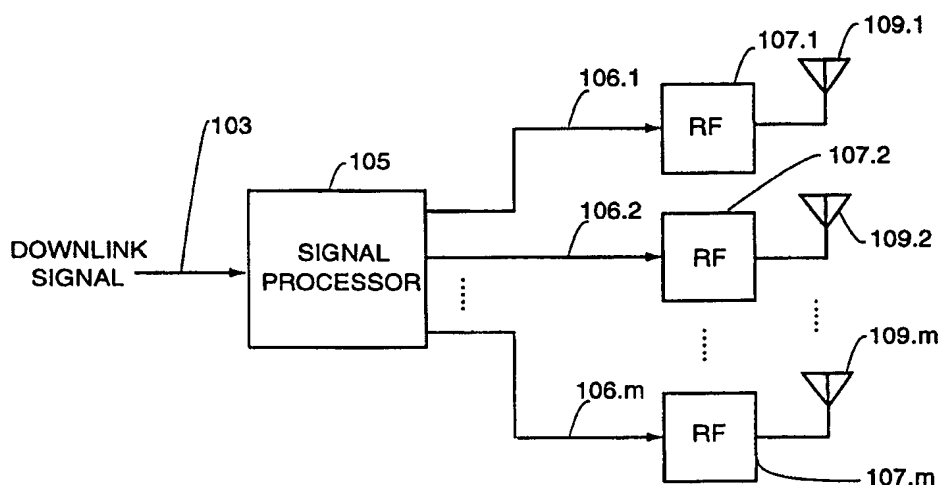 109.1
107.1
106.1
RF
103
105
107.2
106.2
RF
109.2
DOWNLINK
SIGNAL
SIGNAL
PROCESSOR
109.m
106.m
RF
107.m